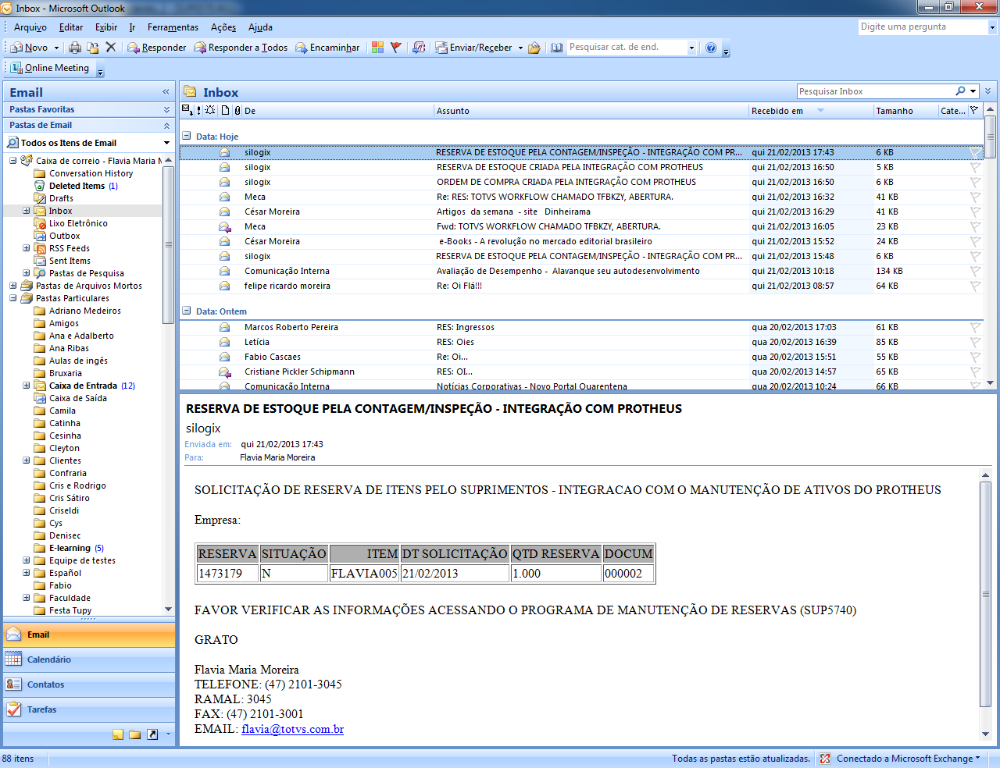 Inbox - Microsoft Outlook
Arquivo Editar Exibir Ir Ferramentas Ações Ajuda
Digite uma pergunta
Novo Responder Responder a Todos Encaminhar Enviar/Receber Pesquisar cat. de end.
Online Meeting
Email
Pastas Favoritas
Pastas de Email
Todos os Itens de Email
Caixa de correio - Flavia Maria M
Conversation History
Deleted Items (1)
Drafts
Inbox
Lixo Eletrônico
Outbox
RSS Feeds
Sent Items
Pastas de Pesquisa
Pastas de Arquivos Mortos
Pastas Particulares
Adriano Medeiros
Amigos
Ana e Adalberto
Ana Ribas
Aulas de ingês
Bruxaria
Caixa de Entrada (12)
Caixa de Saída
Camila
Catinha
Cesinha
Cleyton
Clientes
Confraria
Cris e Rodrigo
Cris Sátiro
Criseldi
Cys
Denisec
E-learning (5)
Equipe de testes
Español
Fabio
Faculdade
Festa Tupy
Email
Calendário
Contatos
Tarefas
Inbox
Pesquisar Inbox
De Assunto Recebido em Tamanho Cate...
Data: Hoje
silogix RESERVA DE ESTOQUE PELA CONTAGEM/INSPEÇÃO - INTEGRAÇÃO COM PR... qui 21/02/2013 17:43 6 KB
silogix RESERVA DE ESTOQUE CRIADA PELA INTEGRAÇÃO COM PROTHEUS qui 21/02/2013 16:50 5 KB
silogix ORDEM DE COMPRA CRIADA PELA INTEGRAÇÃO COM PROTHEUS qui 21/02/2013 16:50 6 KB
Meca Re: RES: TOTVS WORKFLOW CHAMADO TFBKZY, ABERTURA. qui 21/02/2013 16:32 41 KB
César Moreira Artigos da semana - site Dinheirama qui 21/02/2013 16:29 41 KB
Meca Fwd: TOTVS WORKFLOW CHAMADO TFBKZY, ABERTURA. qui 21/02/2013 16:05 23 KB
César Moreira e-Books - A revolução no mercado editorial brasileiro qui 21/02/2013 15:52 24 KB
silogix RESERVA DE ESTOQUE PELA CONTAGEM/INSPEÇÃO - INTEGRAÇÃO COM PR... qui 21/02/2013 15:48 6 KB
Comunicação Interna Avaliação de Desempenho - Alavanque seu autodesenvolvimento qui 21/02/2013 10:18 134 KB
felipe ricardo moreira Re: Oi Flá!!! qui 21/02/2013 08:57 64 KB
Data: Ontem
Marcos Roberto Pereira RES: Ingressos qua 20/02/2013 17:03 61 KB
Letícia RES: Oies qua 20/02/2013 16:39 85 KB
Fabio Cascaes Re: Oi... qua 20/02/2013 15:51 55 KB
Cristiane Pickler Schipmann RES: OI... qua 20/02/2013 14:57 65 KB
Comunicação Interna Notícias Corporativas - Novo Portal Quarentena qua 20/02/2013 10:24 66 KB
RESERVA DE ESTOQUE PELA CONTAGEM/INSPEÇÃO - INTEGRAÇÃO COM PROTHEUS
silogix
Enviada em: qui 21/02/2013 17:43
Para: Flavia Maria Moreira
SOLICITAÇÃO DE RESERVA DE ITENS PELO SUPRIMENTOS - INTEGRACAO COM O MANUTENÇÃO DE ATIVOS DO PROTHEUS
Empresa:
RESERVA SITUAÇÃO ITEM DT SOLICITAÇÃO QTD RESERVA DOCUM
1473179 N FLAVIA005 21/02/2013 1.000 000002
FAVOR VERIFICAR AS INFORMAÇÕES ACESSANDO O PROGRAMA DE MANUTENÇÃO DE RESERVAS (SUP5740)
GRATO
Flavia Maria Moreira
TELEFONE: (47) 2101-3045
RAMAL: 3045
FAX: (47) 2101-3001
EMAIL: flavia@totvs.com.br
88 itens
Todas as pastas estão atualizadas. Conectado a Microsoft Exchange